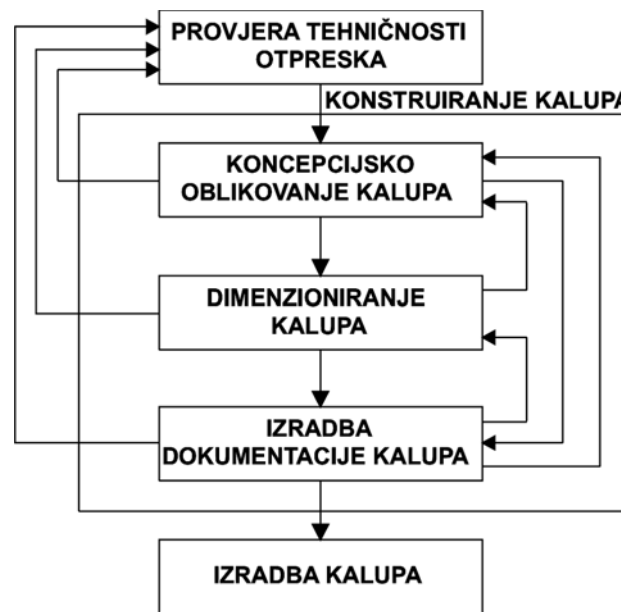 PROVJERA TEHNIČNOSTI
OTPRESKA
KONSTRUIRANJE KALUPA
KONCEPCIJSKO
OBLIKOVANJE KALUPA
DIMENZIONIRANJE
KALUPA
IZRADBA
DOKUMENTACIJE KALUPA
IZRADBA KALUPA